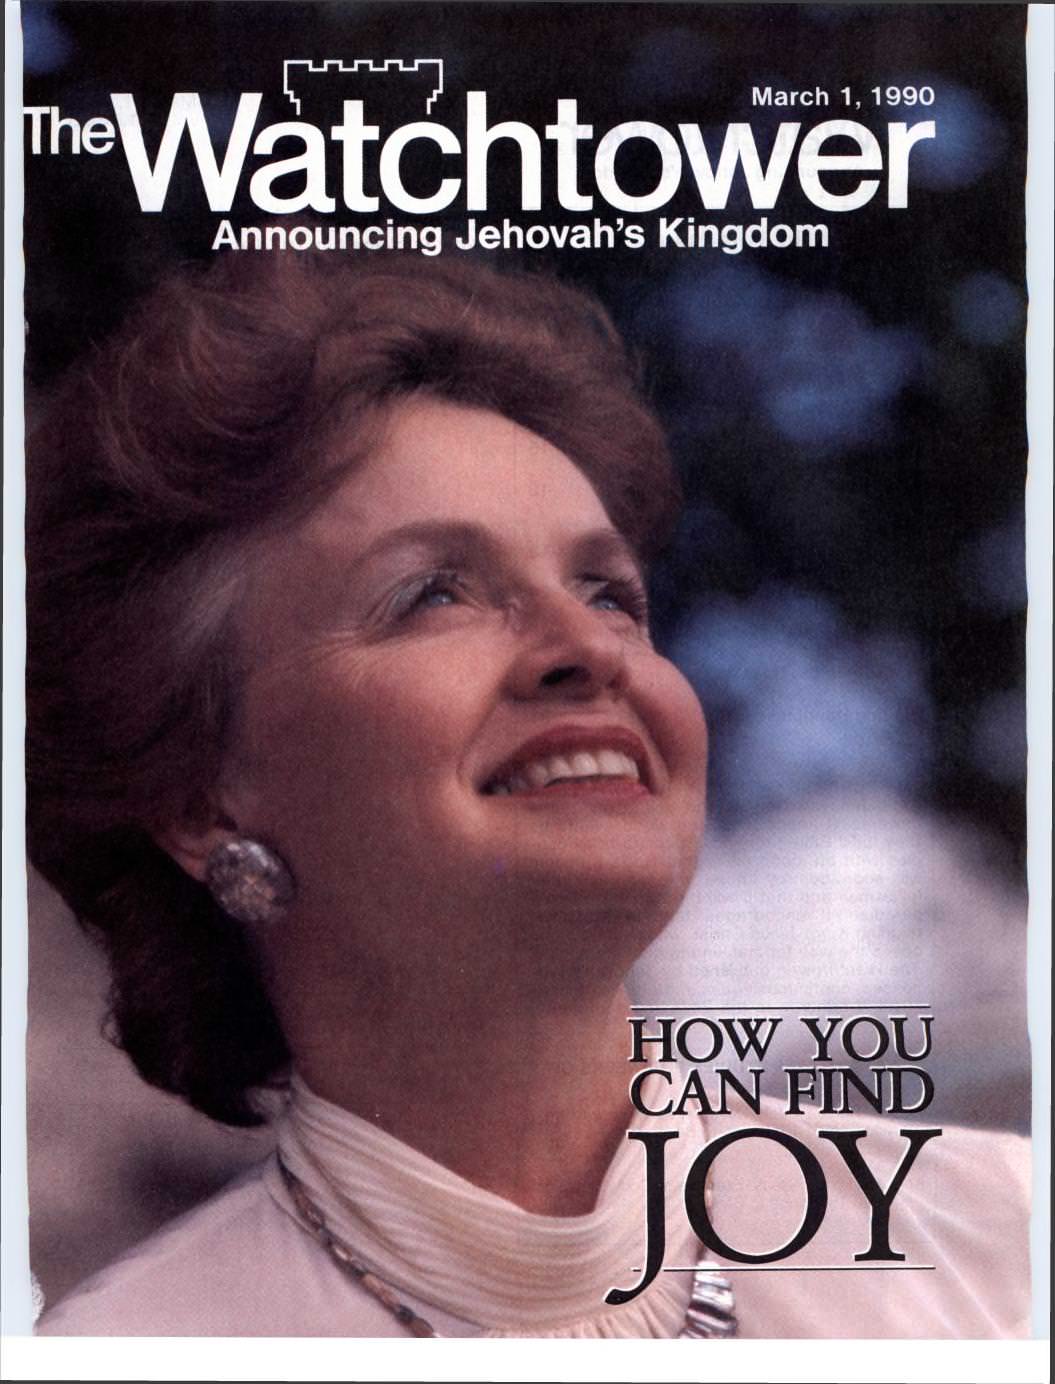 March 1, 1990
The Watchtower
Announcing Jehovah's Kingdom
HOW YOU
CAN FIND
JOY